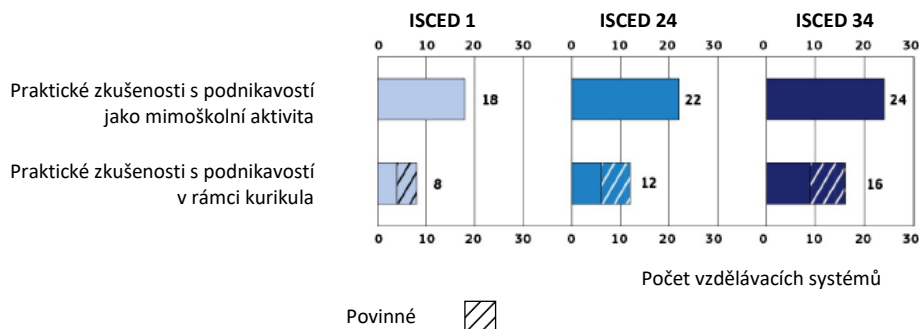 ISCED 1 ISCED 24 ISCED 34
0 10 20 30 0 10 20 30 0 10 20 30
Praktické zkušenosti s podnikavostí
jako mimoškolní aktivita
18 22 24
Praktické zkušenosti s podnikavostí
v rámci kurikula
8 12 16
0 10 20 30 0 10 20 30 0 10 20 30
Počet vzdělávacích systémů
Povinné